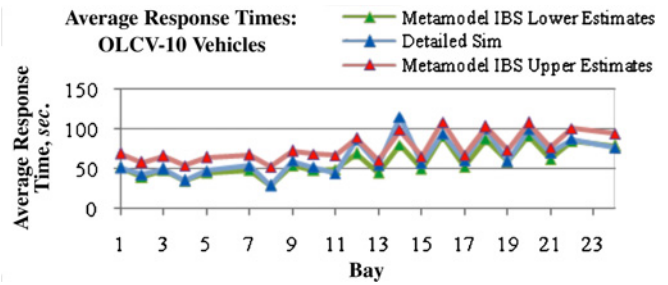 Average Response Times:
OLCV-10 Vehicles
Metamodel IBS Lower Estimates
Detailed Sim
Metamodel IBS Upper Estimates
Average Response
Time, sec.
150
100
50
0
1 3 5 7 9 11 13 15 17 19 21 23
Bay